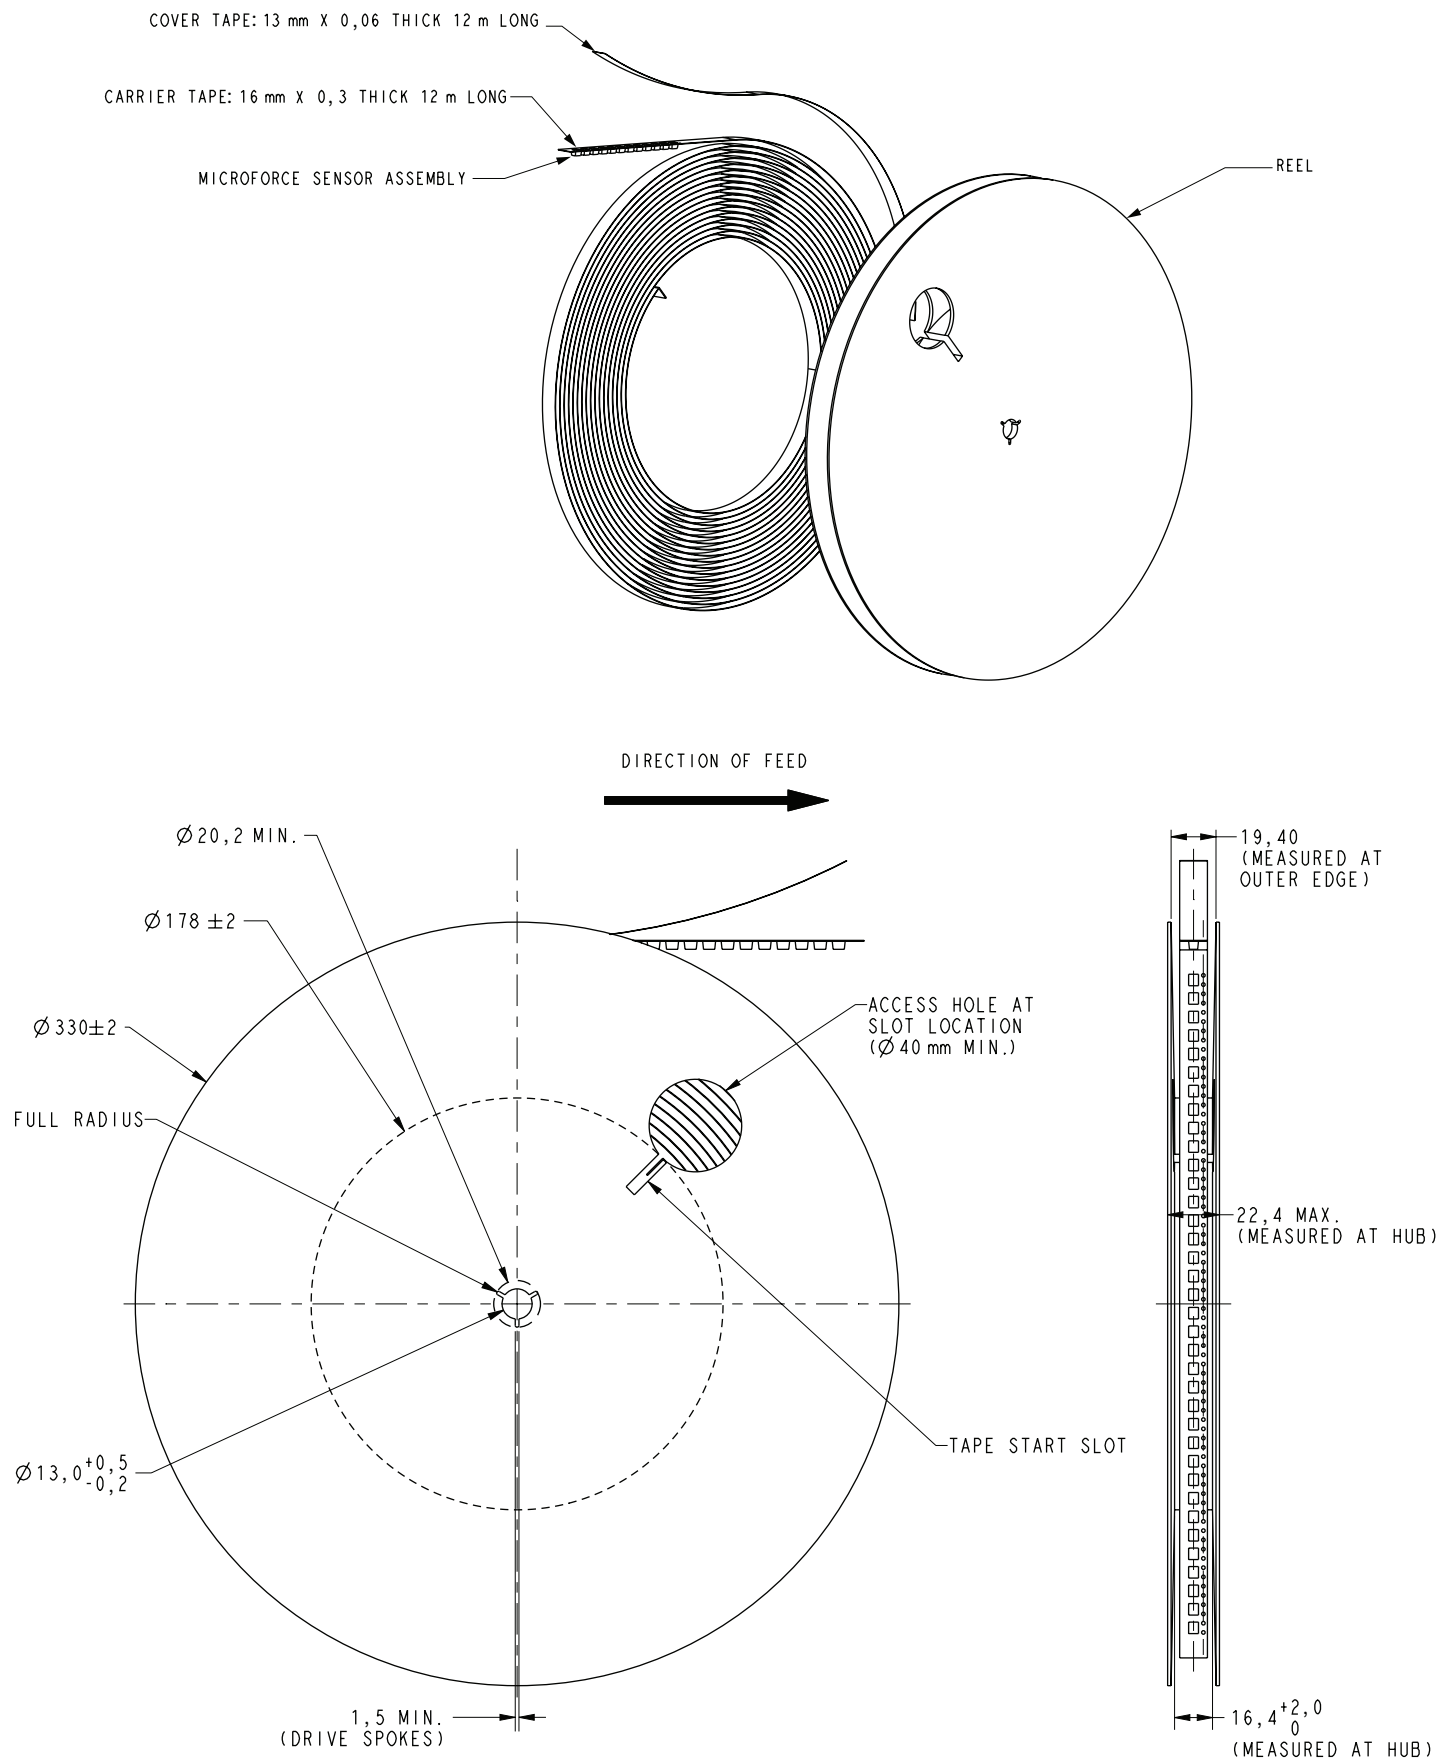 COVER TAPE: 13 mm X 0,06 THICK 12 m LONG
CARRIER TAPE: 16 mm X 0,3 THICK 12 m LONG
MICROFORCE SENSOR ASSEMBLY
REEL
DIRECTION OF FEED
Ø20,2 MIN.
Ø178 ±2
Ø330±2
FULL RADIUS
Ø13,0 +0,5
-0,2
ACCESS HOLE AT
SLOT LOCATION
(Ø40 mm MIN.)
TAPE START SLOT
1,5 MIN.
(DRIVE SPOKES)
19,40
(MEASURED AT
OUTER EDGE)
22,4 MAX.
(MEASURED AT HUB)
16,4 +2,0
0
(MEASURED AT HUB)